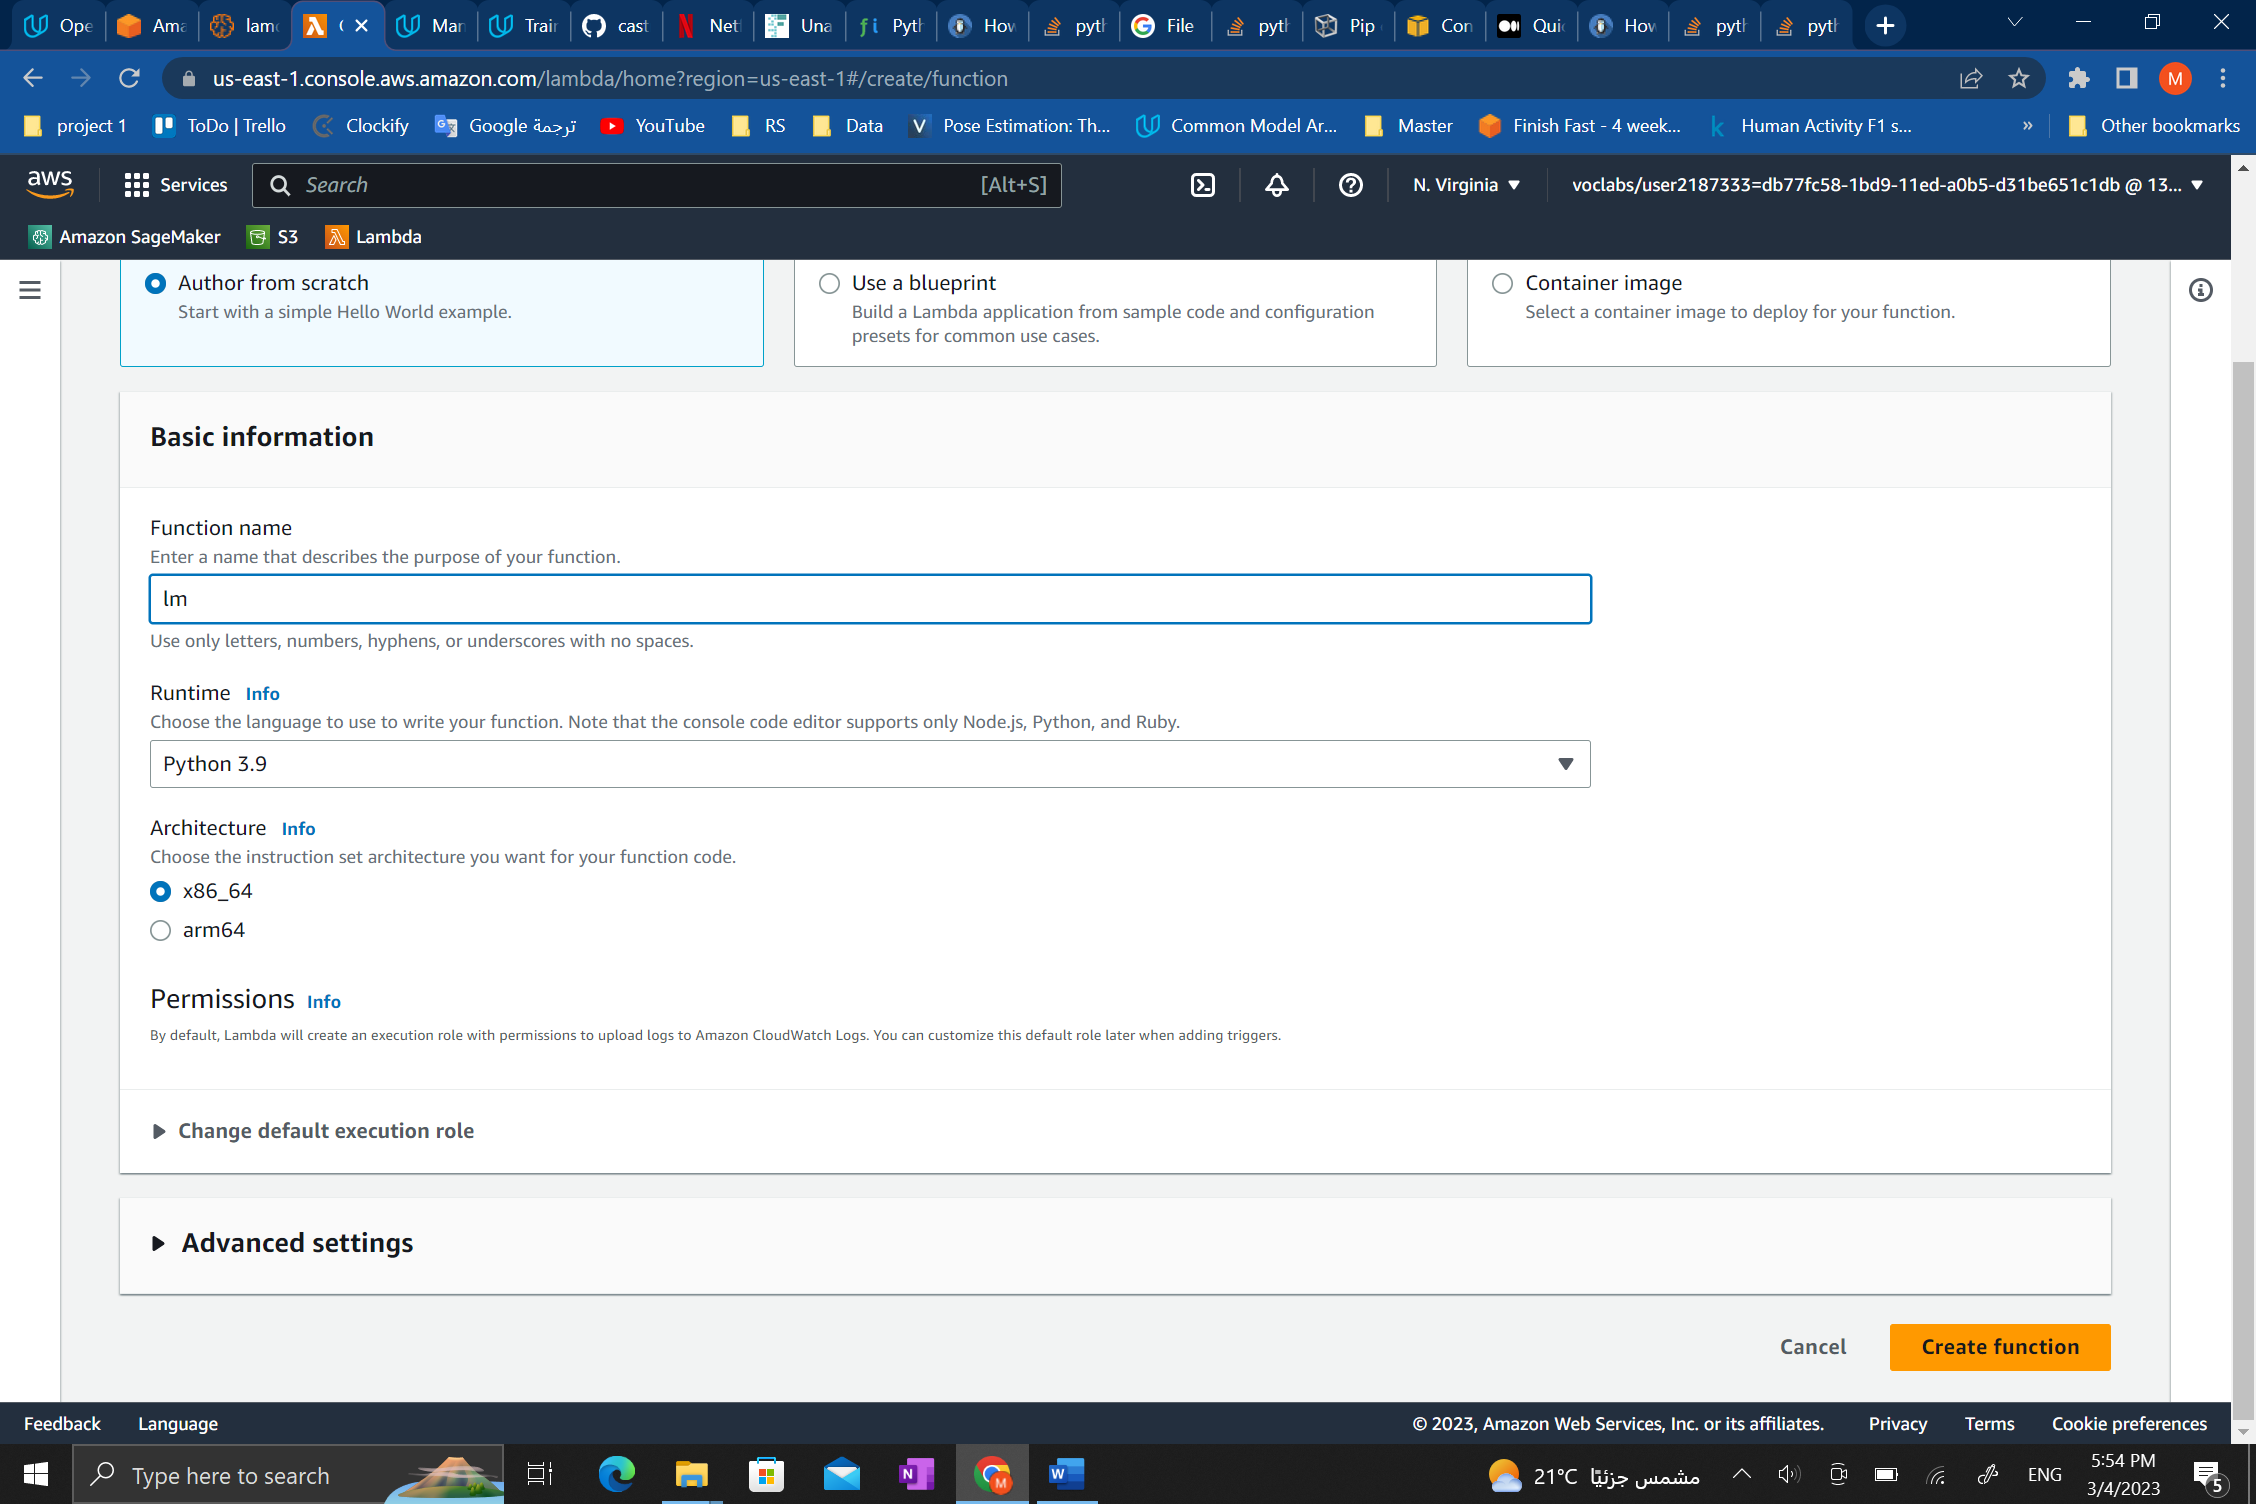 Ope
Ama
lam
Mar
Trai
cast
Net
Una
Pyth
How
pyth
File
pyth
Pip
Con
Qui
How
pyth
pyth
us-east-1.console.aws.amazon.com/lambda/home?region=us-east-1#/create/function
M
project 1
ToDo | Trello
Clockify
Google ترجمة
YouTube
RS
Data
Pose Estimation: Th...
Common Model Ar...
Master
Finish Fast - 4 week...
Human Activity F1 s...
»
Other bookmarks
aws
Services
Search
[Alt+S]
N. Virginia
voclabs/user2187333=db77fc58-1bd9-11ed-a0b5-d31be651c1db @ 13...
Amazon SageMaker
S3
Lambda
Author from scratch
Start with a simple Hello World example.
Use a blueprint
Build a Lambda application from sample code and configuration
presets for common use cases.
Container image
Select a container image to deploy for your function.
Basic information
Function name
Enter a name that describes the purpose of your function.
lm
Use only letters, numbers, hyphens, or underscores with no spaces.
Runtime Info
Choose the language to use to write your function. Note that the console code editor supports only Node.js, Python, and Ruby.
Python 3.9
Architecture Info
Choose the instruction set architecture you want for your function code.
x86_64
arm64
Permissions Info
By default, Lambda will create an execution role with permissions to upload logs to Amazon CloudWatch Logs. You can customize this default role later when adding triggers.
Change default execution role
Advanced settings
Cancel
Create function
Feedback
Language
© 2023, Amazon Web Services, Inc. or its affiliates.
Privacy
Terms
Cookie preferences
Type here to search
21°C مشمس جزئيًا
ENG
5:54 PM
3/4/2023
5